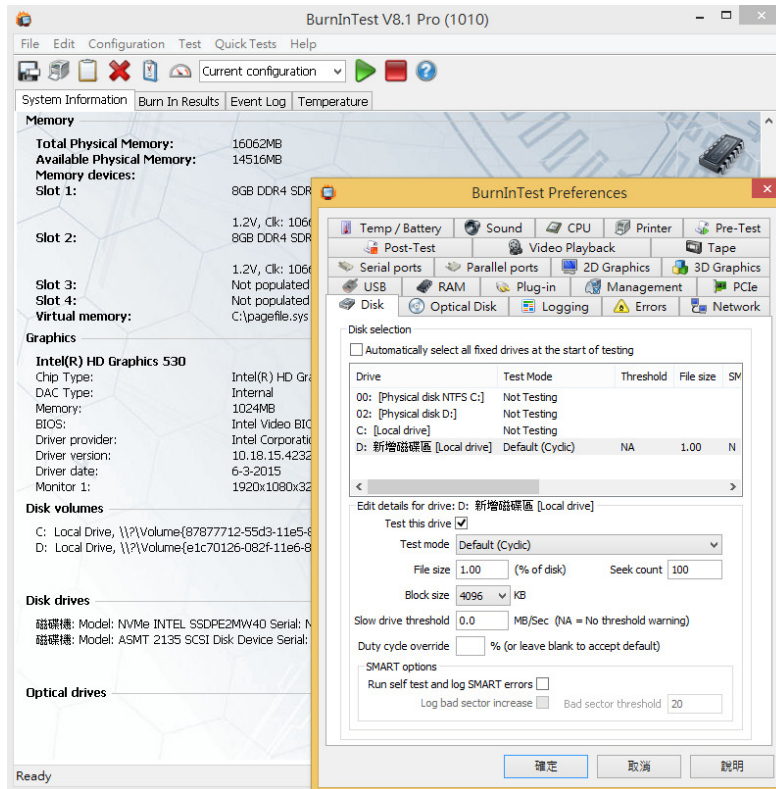 BurnInTest V8.1 Pro (1010)
File Edit Configuration Test Quick Tests Help
Current configuration
System Information Burn In Results Event Log Temperature
Memory
Total Physical Memory: 16062MB
Available Physical Memory: 14516MB
Memory devices:
Slot 1: 8GB DDR4 SDR
1.2V, Clk: 106
Slot 2: 8GB DDR4 SDR
1.2V, Clk: 106
Slot 3: Not populated
Slot 4: Not populated
Virtual memory: C:\pagefile.sys
Graphics
Intel(R) HD Graphics 530
Chip Type: Intel(R) HD Gra
DAC Type: Internal
Memory: 1024MB
BIOS: Intel Video BIO
Driver provider: Intel Corporati
Driver version: 10.18.15.4232
Driver date: 6-3-2015
Monitor 1: 1920x1080x32
Disk volumes
C: Local Drive, \\?\Volume{87877712-55d3-11e5-8
D: Local Drive, \\?\Volume{e1c70126-082f-11e6-8
Disk drives
磁碟機: Model: NVMe INTEL SSDPE2MW40 Serial: N
磁碟機: Model: ASMT 2135 SCSI Disk Device Serial:
Optical drives
Ready
BurnInTest Preferences
Temp / Battery Sound CPU Printer Pre-Test
Post-Test Video Playback Tape
Serial ports Parallel ports 2D Graphics 3D Graphics
USB RAM Plug-in Management PCIe
Disk Optical Disk Logging Errors Network
Disk selection
Automatically select all fixed drives at the start of testing
Drive Test Mode Threshold File size SM
00: [Physical disk NTFS C:] Not Testing
02: [Physical disk D:] Not Testing
C: [Local drive] Not Testing
D: 新增磁碟區 [Local drive] Default (Cyclic) NA 1.00 N
Edit details for drive: D: 新增磁碟區 [Local drive]
Test this drive
Test mode Default (Cyclic)
File size 1.00 (% of disk) Seek count 100
Block size 4096 KB
Slow drive threshold 0.0 MB/Sec (NA = No threshold warning)
Duty cycle override % (or leave blank to accept default)
SMART options
Run self test and log SMART errors
Log bad sector increase Bad sector threshold 20
確定 取消 說明